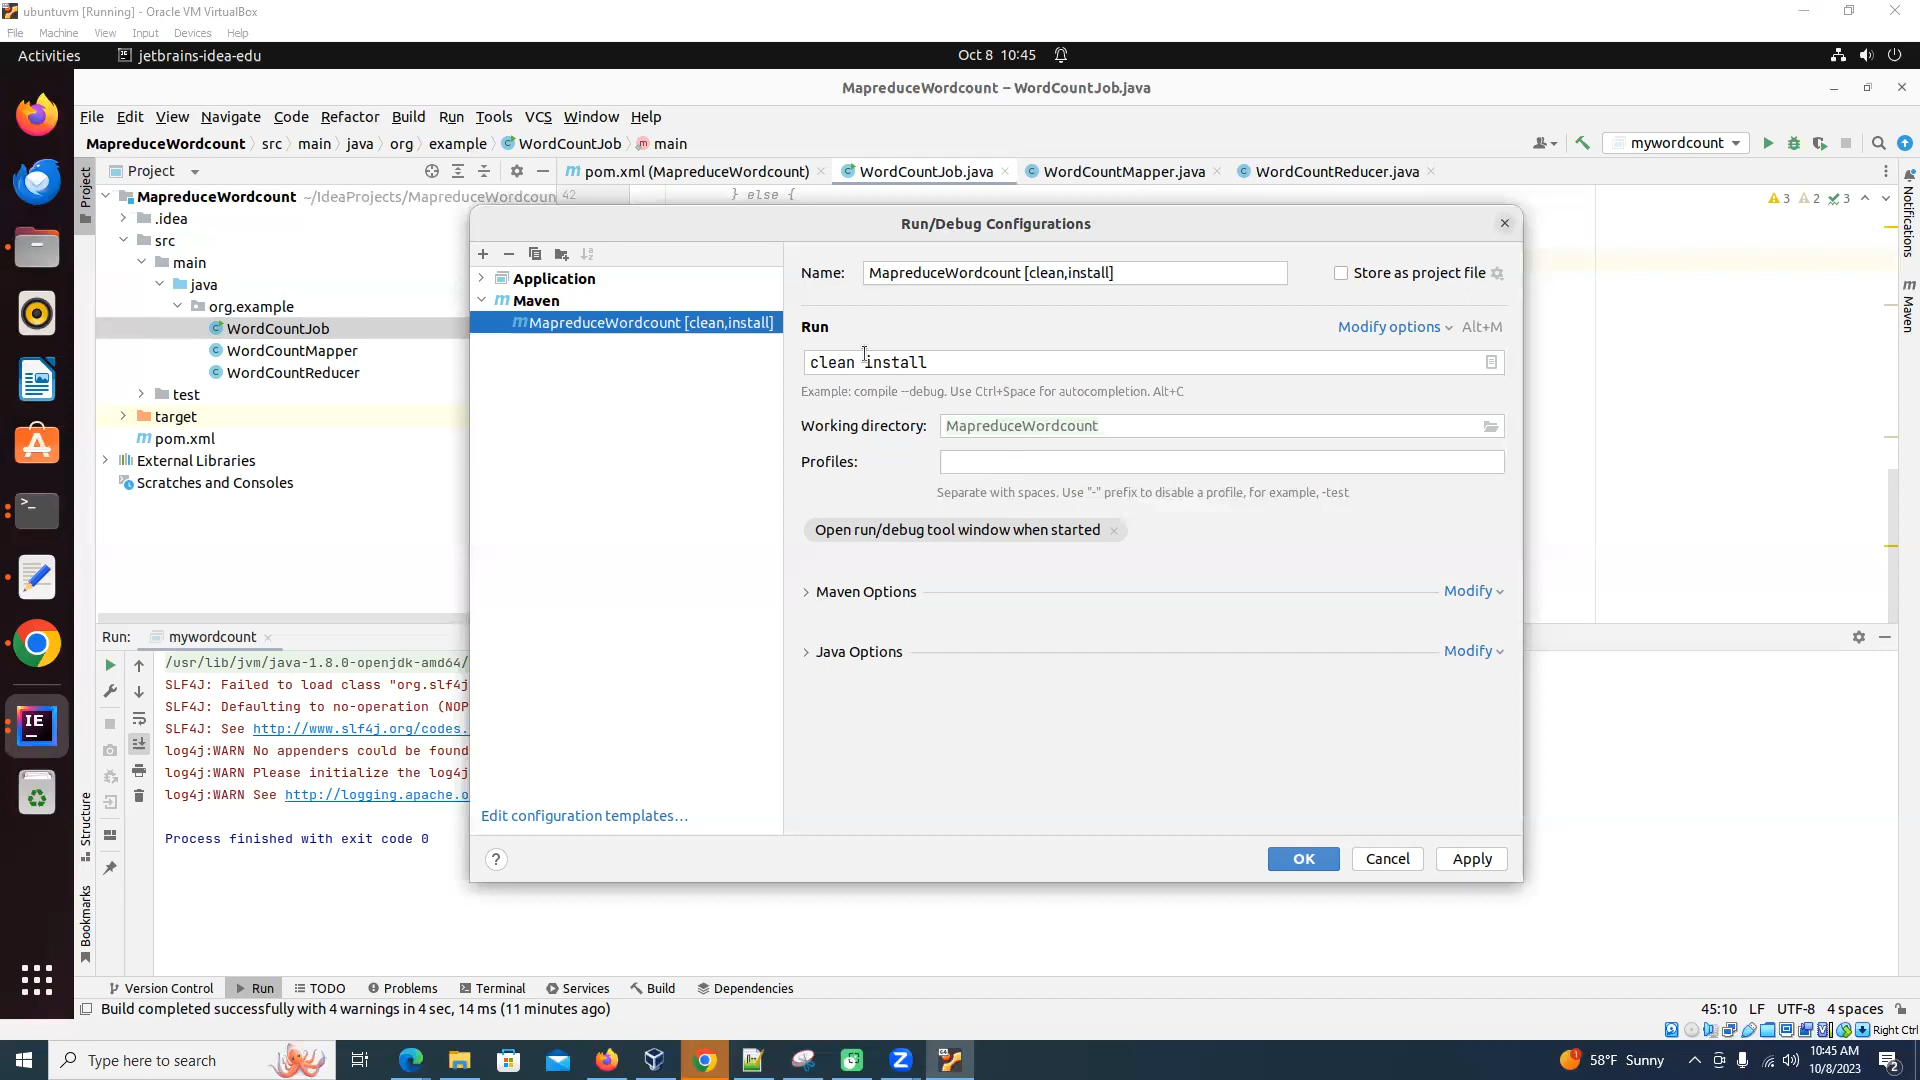 ubuntuvm [Running] - Oracle VM VirtualBox
File Machine View Input Devices Help
Activities jetbrains-idea-edu Oct 8 10:45
MapreduceWordcount – WordCountJob.java
File Edit View Navigate Code Refactor Build Run Tools VCS Window Help
MapreduceWordcount src main java org example WordCountJob main mywordcount
Project Project pom.xml (MapreduceWordcount) WordCountJob.java WordCountMapper.java WordCountReducer.java
MapreduceWordcount ~/IdeaProjects/MapreduceWordcoun 42 } else { 3 2 3
.idea
src
main
java
org.example
WordCountJob
WordCountMapper
WordCountReducer
test
target
pom.xml
External Libraries
Scratches and Consoles
Notifications
Maven
Run/Debug Configurations
Application
Maven
MapreduceWordcount [clean,install]
Edit configuration templates…
Name: MapreduceWordcount [clean,install] Store as project file
Run Modify options Alt+M
clean install
Example: compile --debug. Use Ctrl+Space for autocompletion. Alt+C
Working directory: MapreduceWordcount
Profiles:
Separate with spaces. Use "-" prefix to disable a profile, for example, -test
Open run/debug tool window when started
Maven Options Modify
Java Options Modify
? OK Cancel Apply
Run: mywordcount
/usr/lib/jvm/java-1.8.0-openjdk-amd64/
SLF4J: Failed to load class "org.slf4j
SLF4J: Defaulting to no-operation (NOP
SLF4J: See http://www.slf4j.org/codes.
log4j:WARN No appenders could be found
log4j:WARN Please initialize the log4j
log4j:WARN See http://logging.apache.o
Process finished with exit code 0
Structure
Bookmarks
Version Control Run TODO Problems Terminal Services Build Dependencies
Build completed successfully with 4 warnings in 4 sec, 14 ms (11 minutes ago) 45:10 LF UTF-8 4 spaces
Right Ctrl
Type here to search 58°F Sunny 10:45 AM
10/8/2023
2